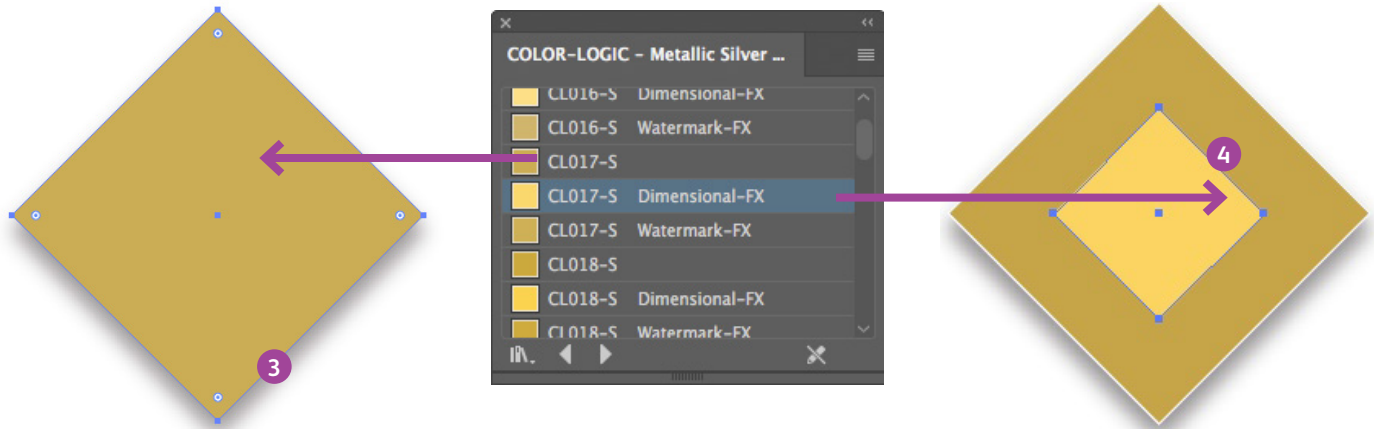 COLOR-LOGIC - Metallic Silver ...
CL016-S Dimensional-FX
CL016-S Watermark-FX
CL017-S
CL017-S Dimensional-FX
CL017-S Watermark-FX
CL018-S
CL018-S Dimensional-FX
CL018-S Watermark-FX
3
4